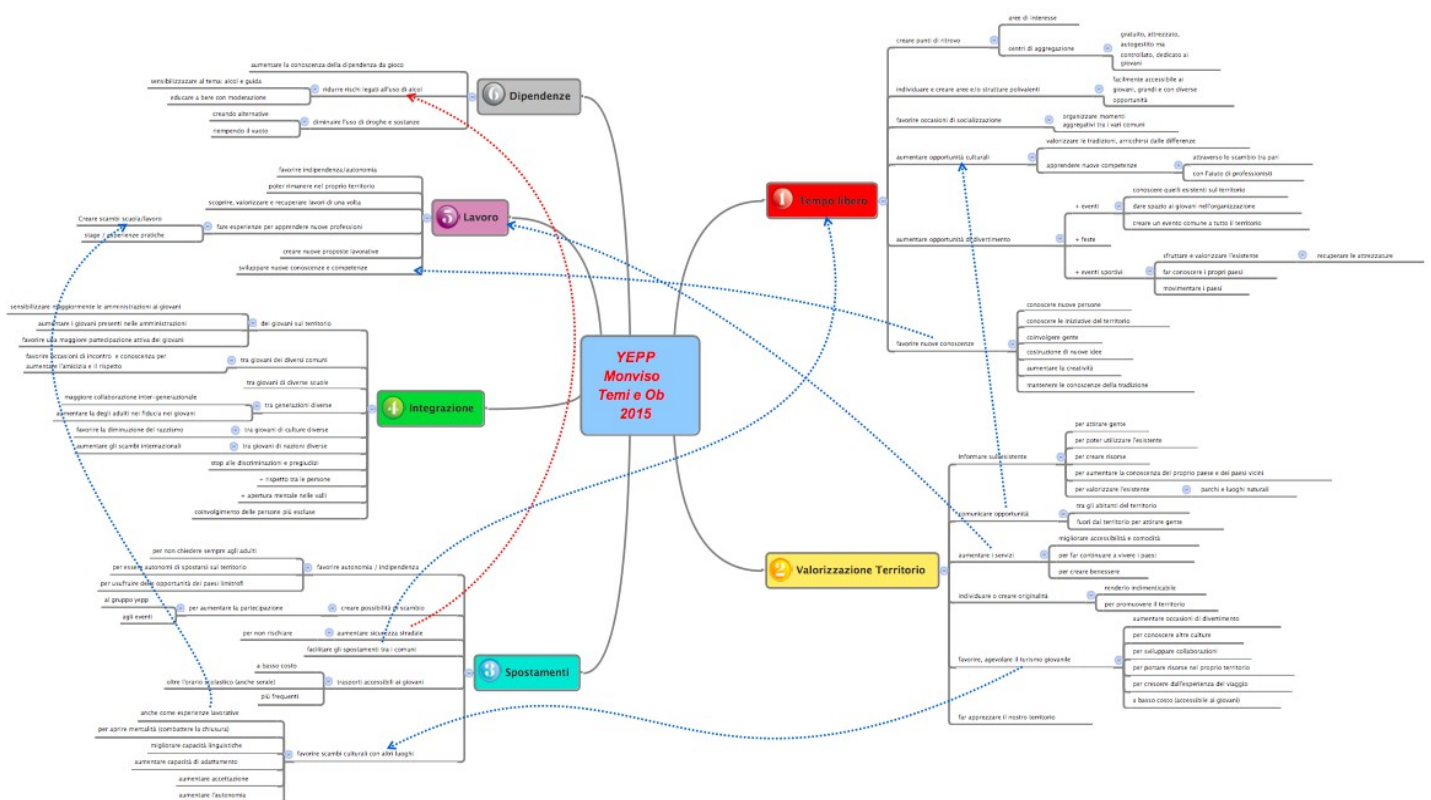 YEPP
Monviso
Temi e Ob
2015
1 Tempo libero
creare punti di ritrovo
aree di interesse
centri di aggregazione
gratuito, attrezzato,
autogestito ma
controllato, dedicato ai
giovani
individuare e creare aree e/o strutture polivalenti
facilmente accessibile ai
giovani, grandi e con diverse
opportunità
favorire occasioni di socializzazione
organizzare momenti
aggregativi tra i vari comuni
aumentare opportunità culturali
valorizzare le tradizioni, arricchirsi dalle differenze
apprendere nuove competenze
attraverso lo scambio tra pari
con l'aiuto di professionisti
aumentare opportunità di divertimento
+ eventi
conoscere quelli esistenti sul territorio
dare spazio ai giovani nell'organizzazione
creare un evento comune a tutto il territorio
+ feste
+ eventi sportivi
sfruttare e valorizzare l'esistente
recuperare le attrezzature
far conoscere i propri paesi
movimentare i paesi
favorire nuove conoscenze
conoscere nuove persone
conoscere le iniziative del territorio
coinvolgere gente
costruzione di nuove idee
aumentare la creatività
mantenere le conoscenze della tradizione
2 Valorizzazione Territorio
informare sull'esistente
per attirare gente
per poter utilizzare l'esistente
per creare risorse
per aumentare la conoscenza del proprio paese e dei paesi vicini
per valorizzare l'esistente
parchi e luoghi naturali
comunicare opportunità
tra gli abitanti del territorio
fuori dal territorio per attirare gente
aumentare i servizi
migliorare accessibilità e comodità
per far continuare a vivere i paesi
per creare benessere
individuare o creare originalità
renderlo indimenticabile
per promuovere il territorio
favorire, agevolare il turismo giovanile
aumentare occasioni di divertimento
per conoscere altre culture
per sviluppare collaborazioni
per portare risorse nel proprio territorio
per crescere dall'esperienza del viaggio
a basso costo (accessibile ai giovani)
far apprezzare il nostro territorio
3 Spostamenti
favorire autonomia / indipendenza
per non chiedere sempre agli adulti
per essere autonomi di spostarsi sul territorio
per usufruire delle opportunità dei paesi limitrofi
creare possibilità di scambio
per aumentare la partecipazione
al gruppo yepp
agli eventi
aumentare sicurezza stradale
per non rischiare
facilitare gli spostamenti tra i comuni
trasporti accessibili ai giovani
a basso costo
oltre l'orario scolastico (anche serale)
più frequenti
favorire scambi culturali con altri luoghi
anche come esperienze lavorative
per aprire mentalità (combattere la chiusura)
migliorare capacità linguistiche
aumentare capacità di adattamento
aumentare accettazione
aumentare l'autonomia
4 Integrazione
dei giovani sul territorio
sensibilizzare maggiormente le amministrazioni ai giovani
aumentare i giovani presenti nelle amministrazioni
favorire una maggiore partecipazione attiva dei giovani
tra giovani dei diversi comuni
favorire occasioni di incontro e conoscenza per
aumentare l'amicizia e il rispetto
tra giovani di diverse scuole
tra generazioni diverse
maggiore collaborazione inter-generazionale
aumentare la degli adulti nei fiducia nei giovani
tra giovani di culture diverse
favorire la diminuzione del razzismo
tra giovani di nazioni diverse
aumentare gli scambi internazionali
stop alle discriminazioni e pregiudizi
+ rispetto tra le persone
+ apertura mentale nelle valli
coinvolgimento delle persone più escluse
5 Lavoro
favorire indipendenza/autonomia
poter rimanere nel proprio territorio
scoprire, valorizzare e recuperare lavori di una volta
fare esperienze per apprendere nuove professioni
Creare scambi scuola/lavoro
stage / esperienze pratiche
creare nuove proposte lavorative
sviluppare nuove conoscenze e competenze
6 Dipendenze
aumentare la conoscenza della dipendenza da gioco
ridurre rischi legati all'uso di alcol
sensibilizzazare al tema: alcol e guida
educare a bere con moderazione
diminuire l'uso di droghe e sostanze
creando alternative
riempendo il vuoto